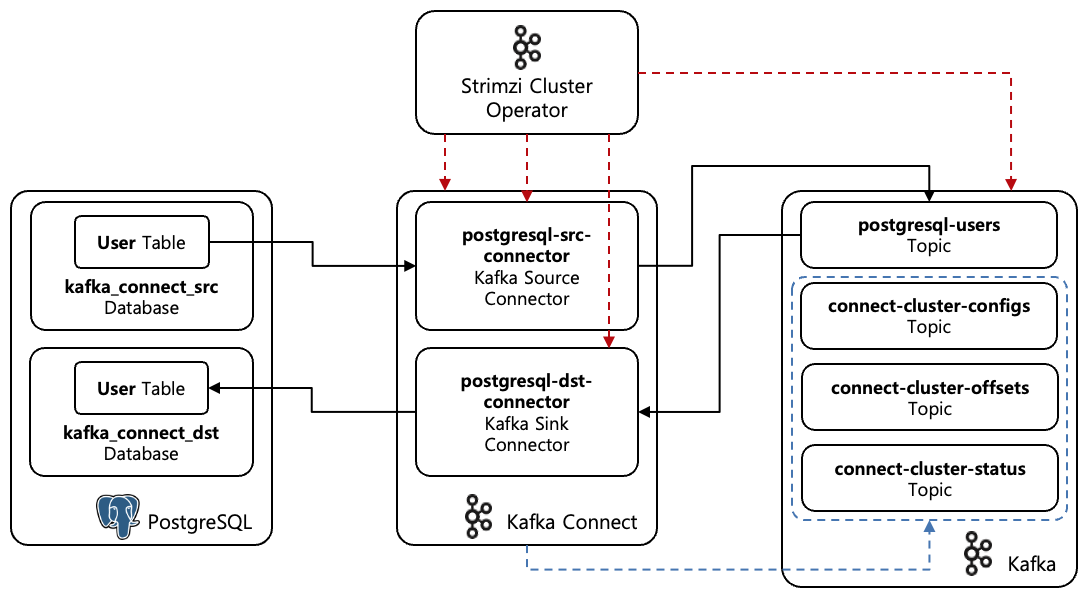 Strimzi Cluster
Operator
User Table
kafka_connect_src
Database
User Table
kafka_connect_dst
Database
PostgreSQL
postgresql-src-
connector
Kafka Source
Connector
postgresql-dst-
connector
Kafka Sink
Connector
Kafka Connect
postgresql-users
Topic
connect-cluster-configs
Topic
connect-cluster-offsets
Topic
connect-cluster-status
Topic
Kafka